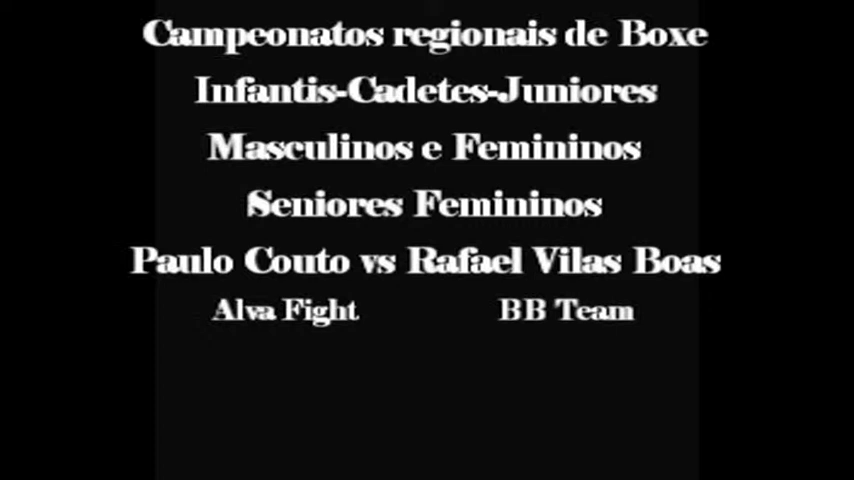 Campeonatos regionais de Boxe
Infantis-Cadetes-Juniores
Masculinos e Femininos
Seniores Femininos
Paulo Couto vs Rafael Vilas Boas
Alva Fight BB Team